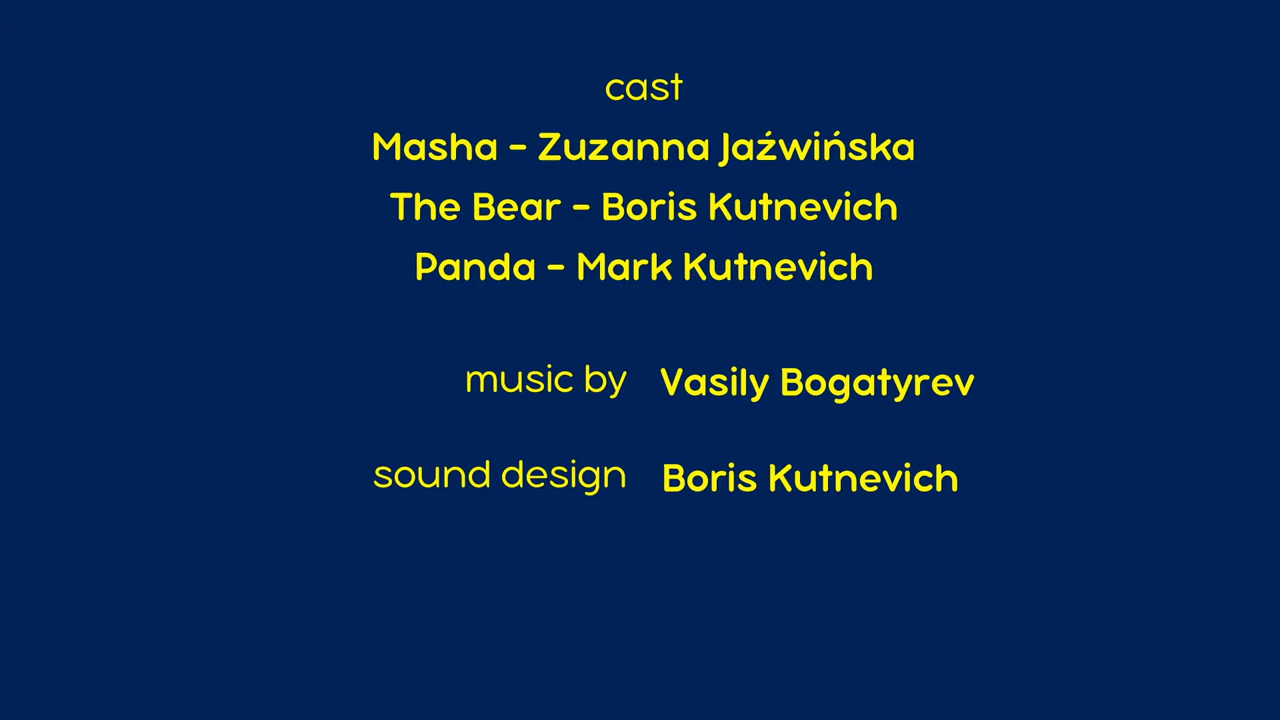 cast
Masha - Zuzanna Jaźwińska
The Bear - Boris Kutnevich
Panda - Mark Kutnevich
music by Vasily Bogatyrev
sound design Boris Kutnevich